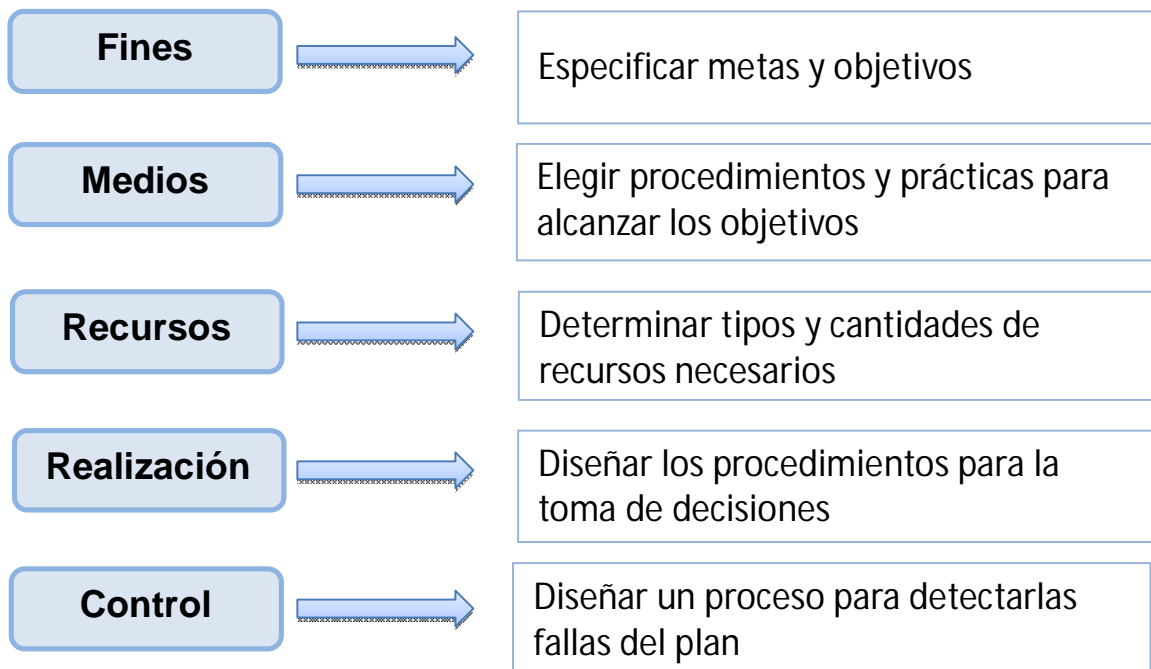 Fines
Especificar metas y objetivos
Medios
Elegir procedimientos y prácticas para
alcanzar los objetivos
Recursos
Determinar tipos y cantidades de
recursos necesarios
Realización
Diseñar los procedimientos para la
toma de decisiones
Control
Diseñar un proceso para detectarlas
fallas del plan